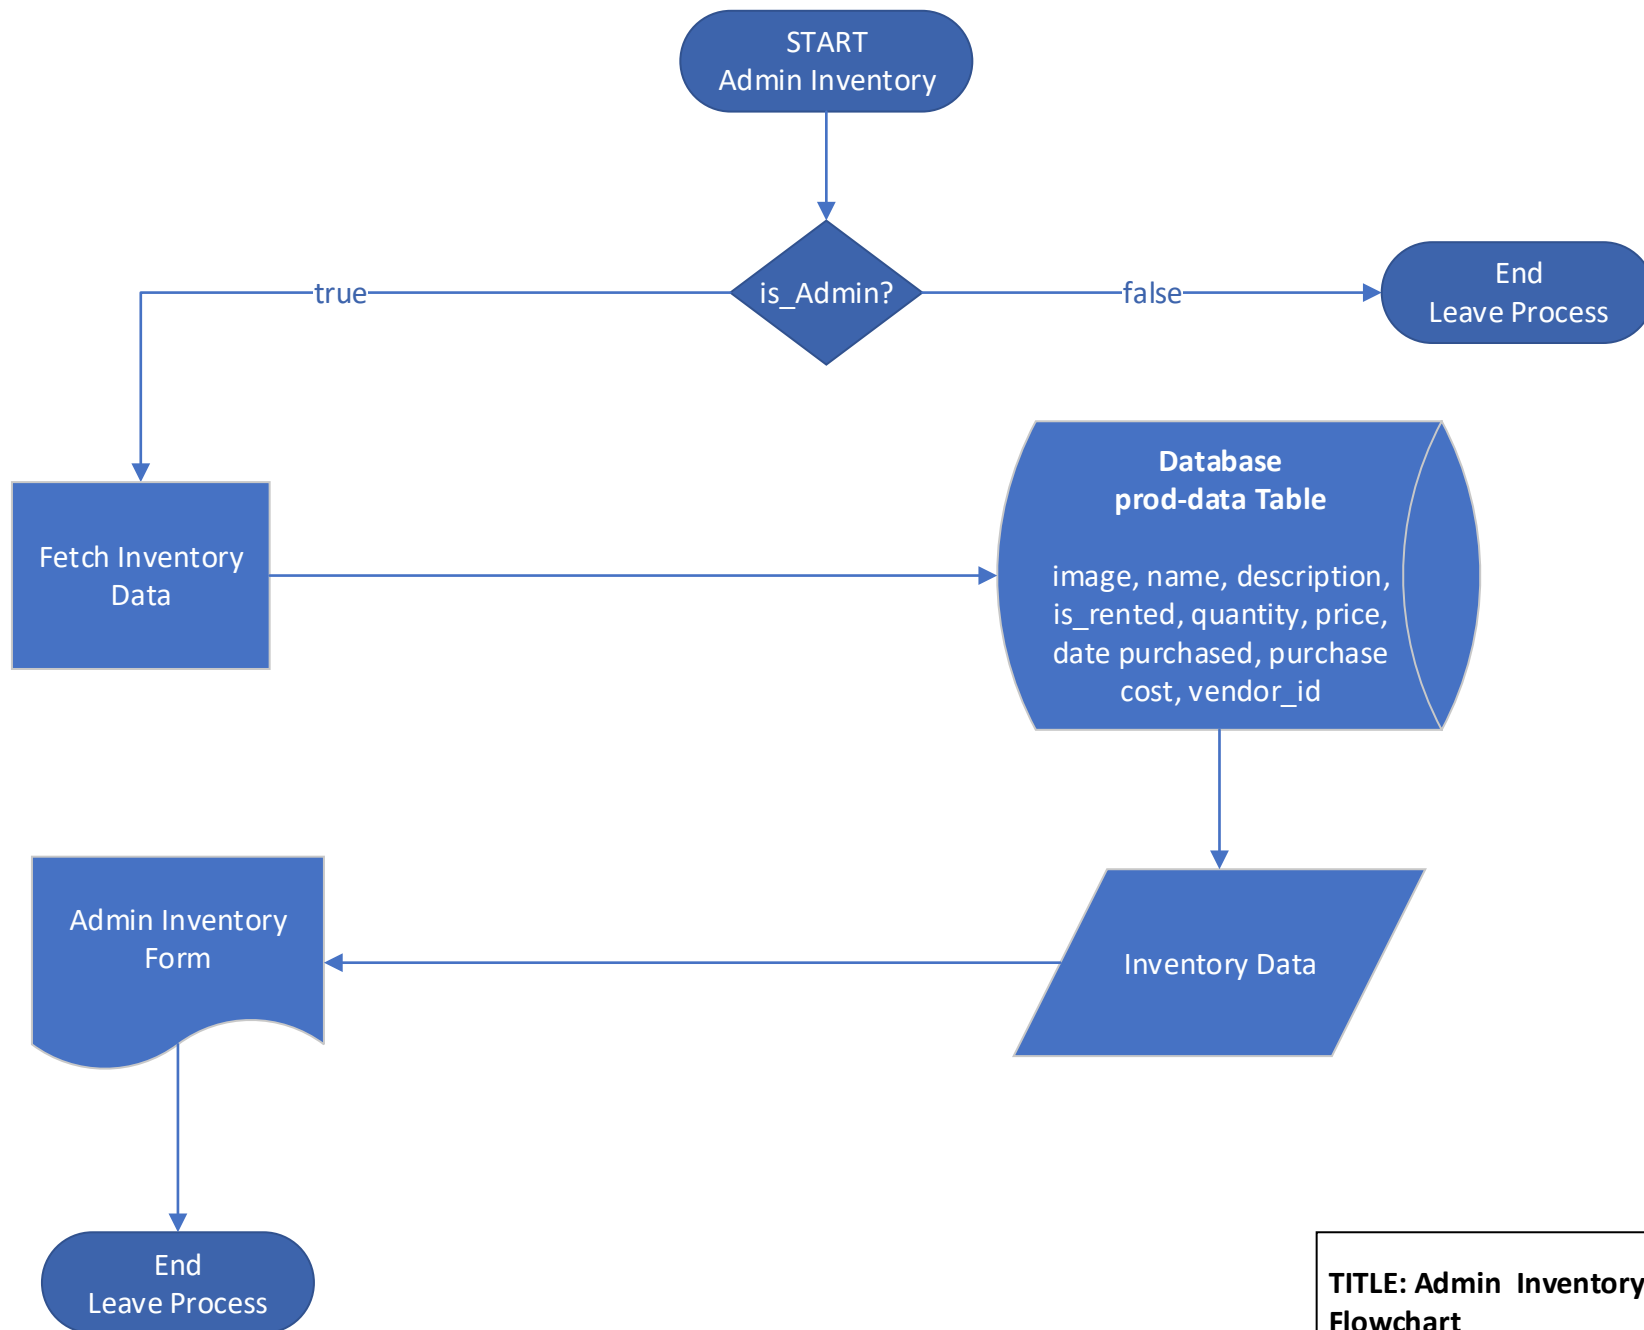 START
Admin Inventory
is_Admin?
true
false
End
Leave Process
Fetch Inventory
Data
Database
prod-data Table
image, name, description,
is_rented, quantity, price,
date purchased, purchase
cost, vendor_id
Admin Inventory
Form
Inventory Data
End
Leave Process
TITLE: Admin  Inventory
Flowchart